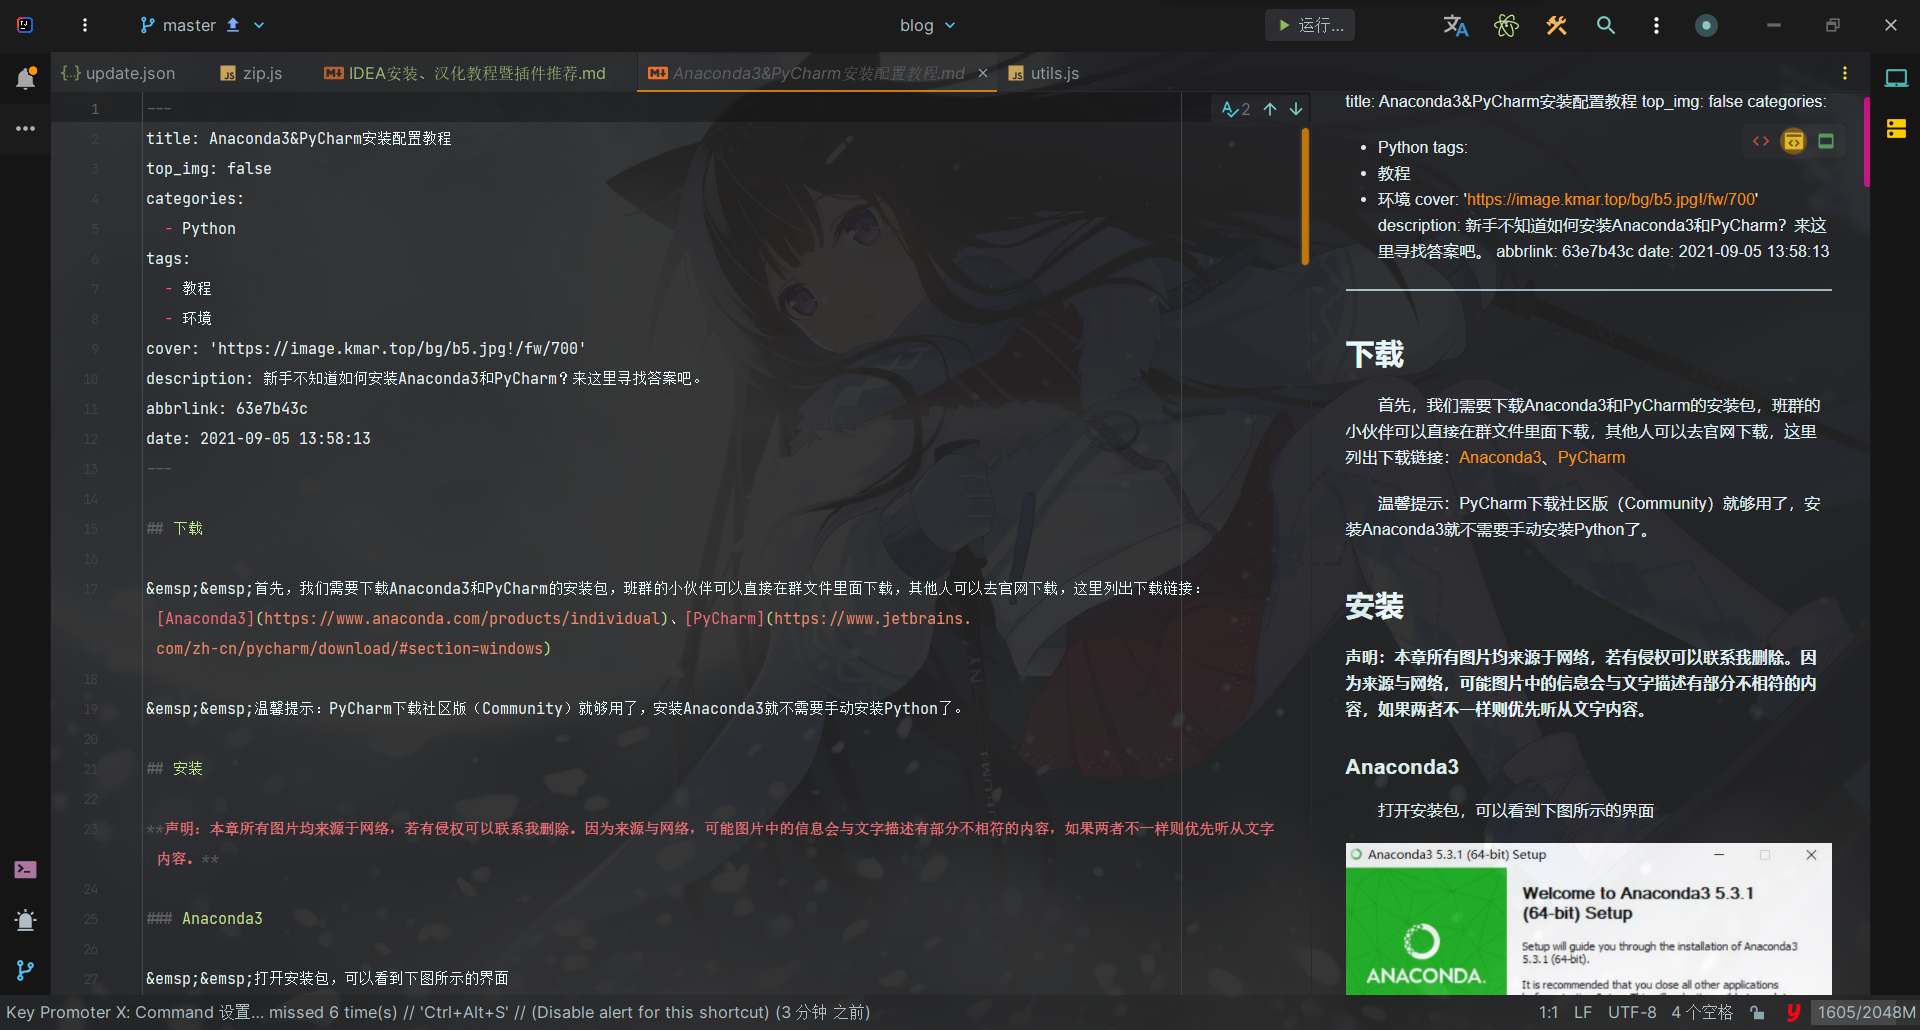 master
blog
运行...
update.json
zip.js
IDEA安装、汉化教程暨插件推荐.md
Anaconda3&PyCharm安装配置教程.md
utils.js
1 ---
2 title: Anaconda3&PyCharm安装配置教程
3 top_img: false
4 categories:
5 - Python
6 tags:
7 - 教程
8 - 环境
9 cover: 'https://image.kmar.top/bg/b5.jpg!/fw/700'
10 description: 新手不知道如何安装Anaconda3和PyCharm？来这里寻找答案吧。
11 abbrlink: 63e7b43c
12 date: 2021-09-05 13:58:13
13 ---
14
15 ## 下载
16
17 &emsp;&emsp;首先，我们需要下载Anaconda3和PyCharm的安装包，班群的小伙伴可以直接在群文件里面下载，其他人可以去官网下载，这里列出下载链接：
[Anaconda3](https://www.anaconda.com/products/individual)、[PyCharm](https://www.jetbrains.
com/zh-cn/pycharm/download/#section=windows)
18
19 &emsp;&emsp;温馨提示：PyCharm下载社区版（Community）就够用了，安装Anaconda3就不需要手动安装Python了。
20
21 ## 安装
22
23 **声明：本章所有图片均来源于网络，若有侵权可以联系我删除。因为来源与网络，可能图片中的信息会与文字描述有部分不相符的内容，如果两者不一样则优先听从文字
内容。**
24
25 ### Anaconda3
26
27 &emsp;&emsp;打开安装包，可以看到下图所示的界面
2
title: Anaconda3&PyCharm安装配置教程 top_img: false categories:
• Python tags:
• 教程
• 环境 cover: 'https://image.kmar.top/bg/b5.jpg!/fw/700'
description: 新手不知道如何安装Anaconda3和PyCharm？来这
里寻找答案吧。 abbrlink: 63e7b43c date: 2021-09-05 13:58:13
下载
首先，我们需要下载Anaconda3和PyCharm的安装包，班群的
小伙伴可以直接在群文件里面下载，其他人可以去官网下载，这里
列出下载链接：Anaconda3、PyCharm
温馨提示：PyCharm下载社区版（Community）就够用了，安
装Anaconda3就不需要手动安装Python了。
安装
声明：本章所有图片均来源于网络，若有侵权可以联系我删除。因
为来源与网络，可能图片中的信息会与文字描述有部分不相符的内
容，如果两者不一样则优先听从文字内容。
Anaconda3
打开安装包，可以看到下图所示的界面
Anaconda3 5.3.1 (64-bit) Setup
Welcome to Anaconda3 5.3.1
(64-bit) Setup
Setup will guide you through the installation of Anaconda3
5.3.1 (64-bit).
It is recommended that you close all other applications
ANACONDA.
Key Promoter X: Command 设置... missed 6 time(s) // 'Ctrl+Alt+S' // (Disable alert for this shortcut) (3 分钟 之前)
1:1 LF UTF-8 4 个空格 1605/2048M